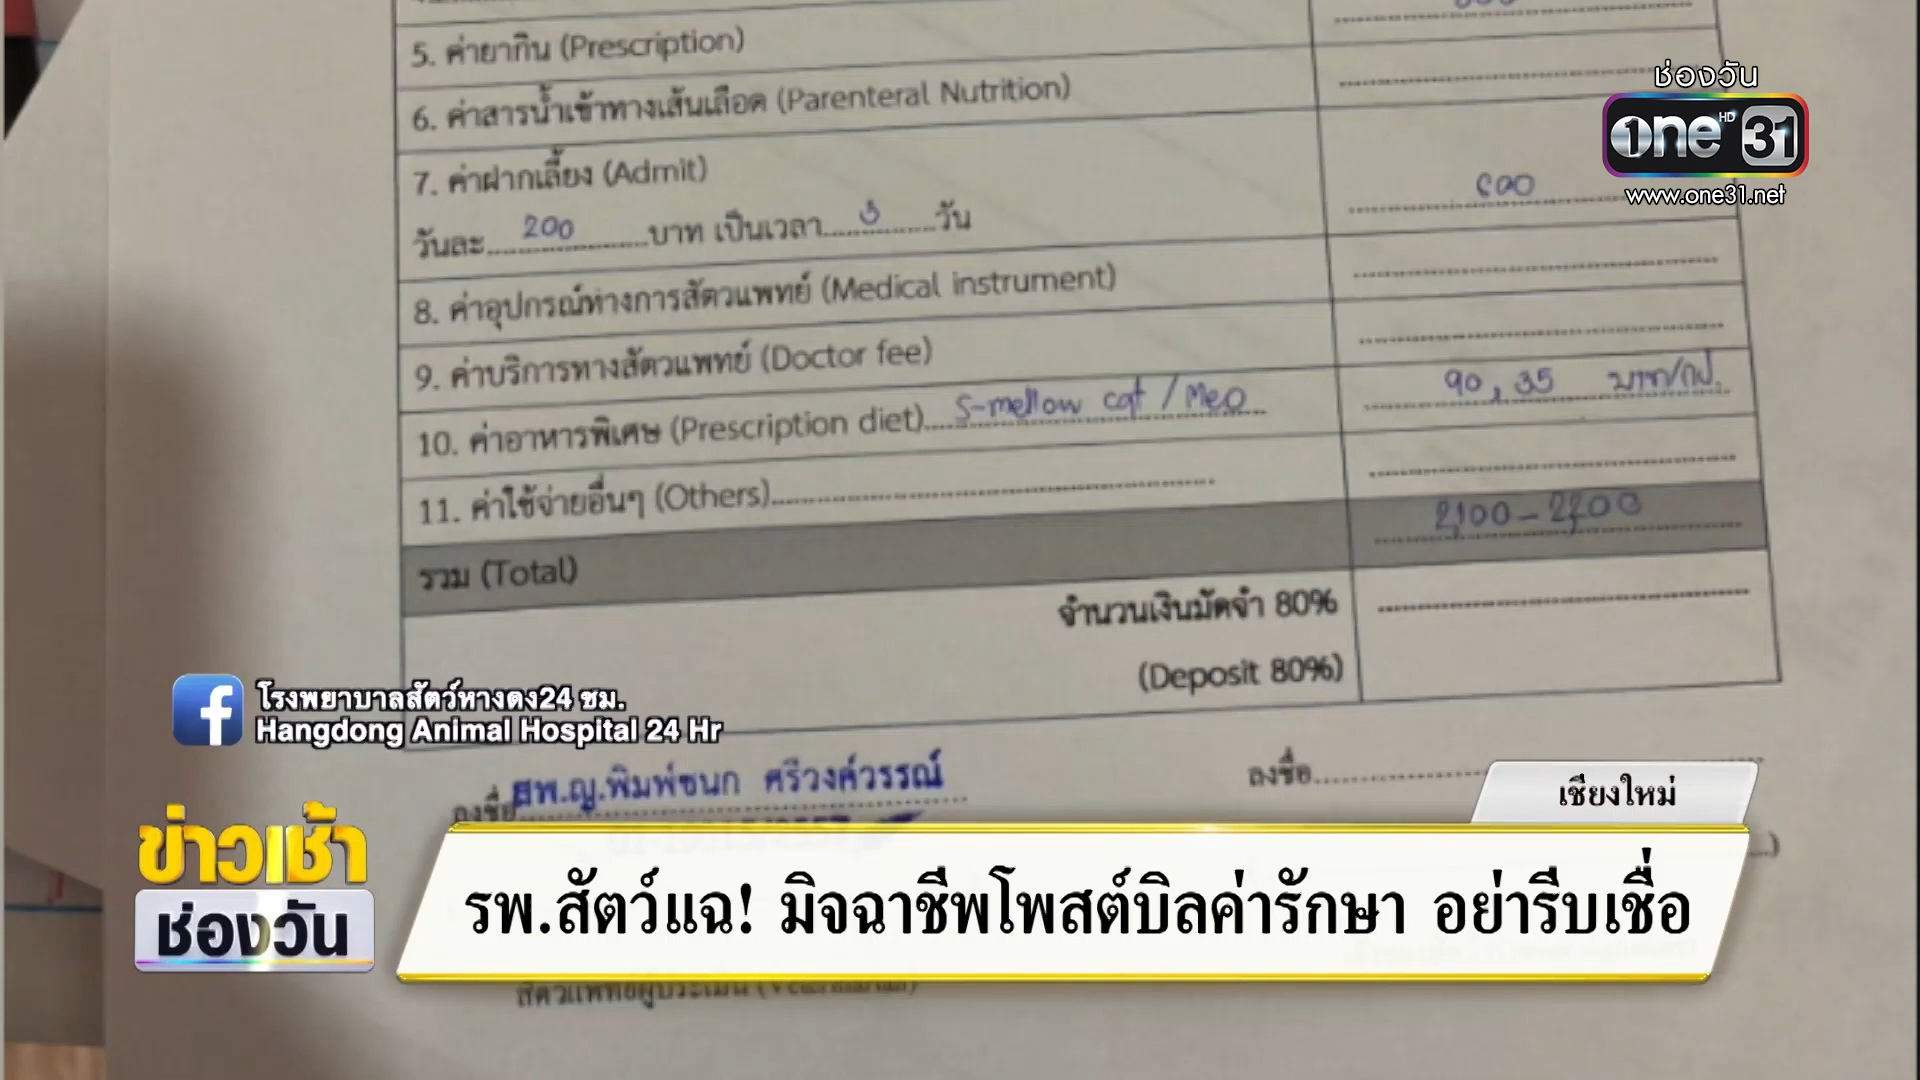 5. ค่ายากิน (Prescription)
6. ค่าสารน้ำเข้าทางเส้นเลือด (Parenteral Nutrition)
7. ค่าฝากเลี้ยง (Admit)
วันละ 200 บาท เป็นเวลา 3 วัน 600
8. ค่าอุปกรณ์ทางการสัตวแพทย์ (Medical instrument)
9. ค่าบริการทางสัตวแพทย์ (Doctor fee)
10. ค่าอาหารพิเศษ (Prescription diet) S-mellow cat / Meo 90, 35 บาท/กป.
11. ค่าใช้จ่ายอื่นๆ (Others)
รวม (Total) 2,100 - 2,200
จำนวนเงินมัดจำ 80%
(Deposit 80%)
ลงชื่อ สพ.ญ.พิมพ์ชนก ศรีวงศ์วรรณ์
ลงชื่อ
สัตวแพทย์ผู้ประเมิน (Veterinarian)
ช่องวัน
one HD 31
www.one31.net
f
โรงพยาบาลสัตว์หางดง24 ชม.
Hangdong Animal Hospital 24 Hr
เชียงใหม่
ข่าวเช้า
ช่องวัน
รพ.สัตว์แฉ! มิจฉาชีพโพสต์บิลค่ารักษา อย่ารีบเชื่อ